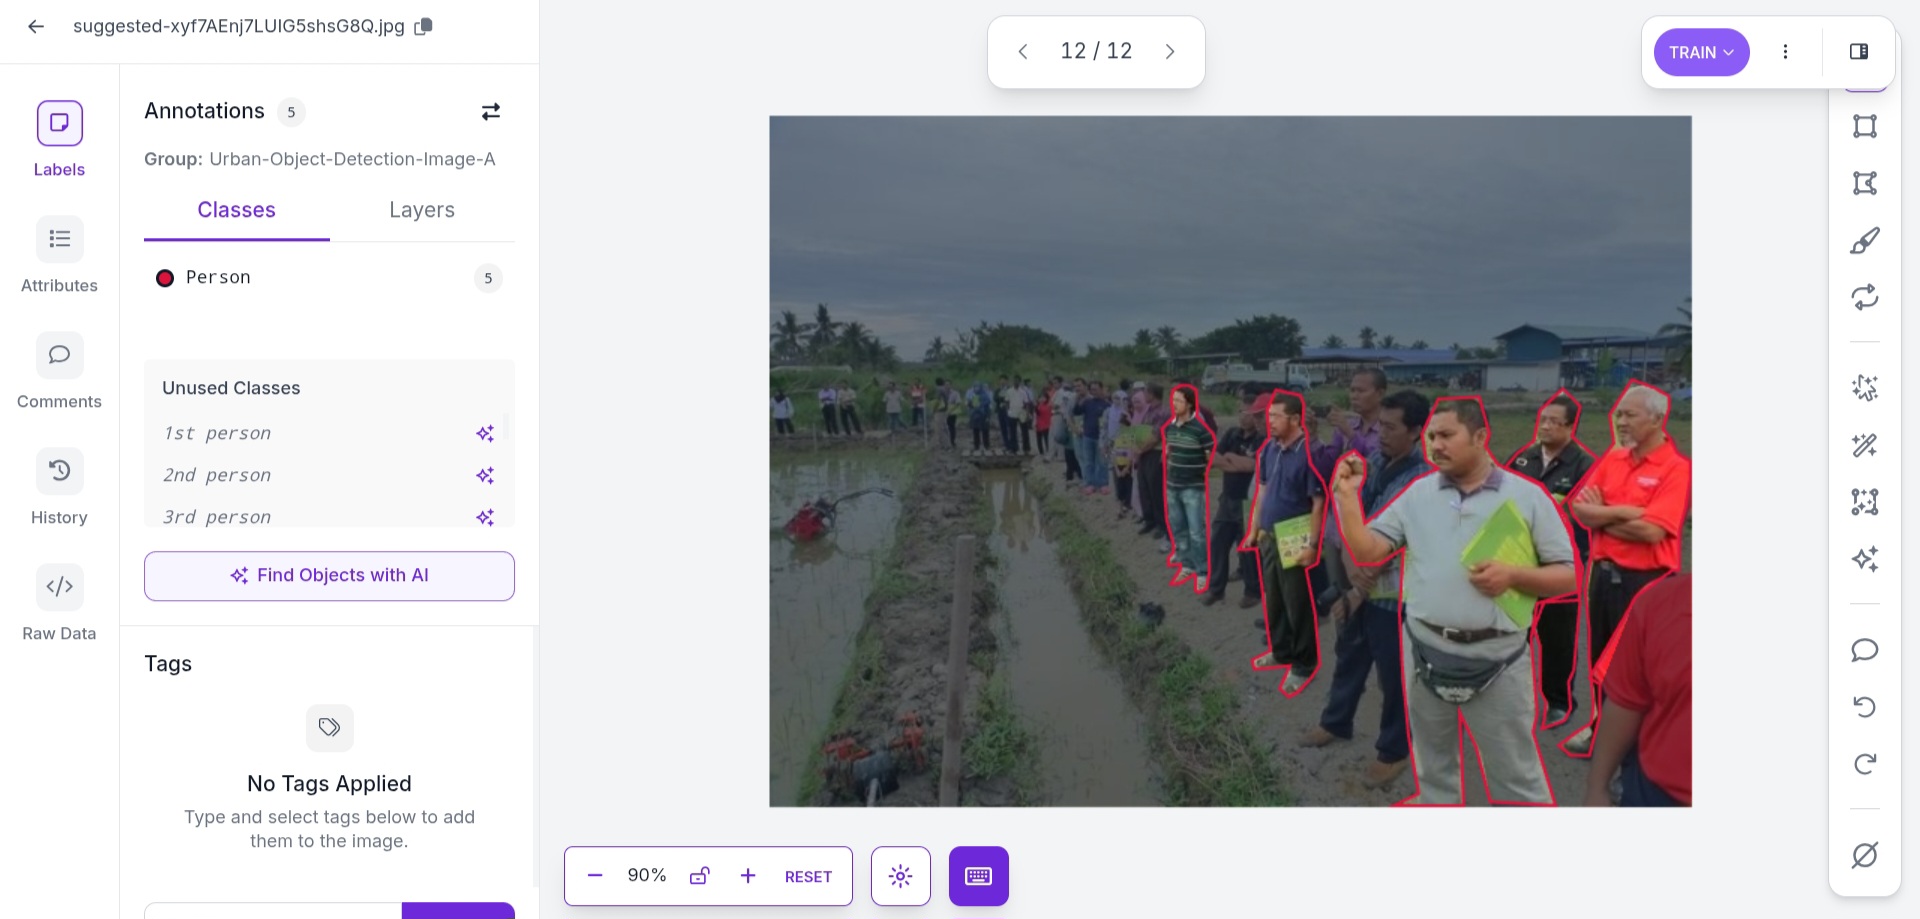 suggested-xyf7AEnj7LUIG5shsG8Q.jpg
12 / 12
TRAIN
Labels
Attributes
Comments
History
Raw Data
Annotations 5
Group: Urban-Object-Detection-Image-A
Classes Layers
Person 5
Unused Classes
1st person
2nd person
3rd person
Find Objects with AI
Tags
No Tags Applied
Type and select tags below to add
them to the image.
90% RESET